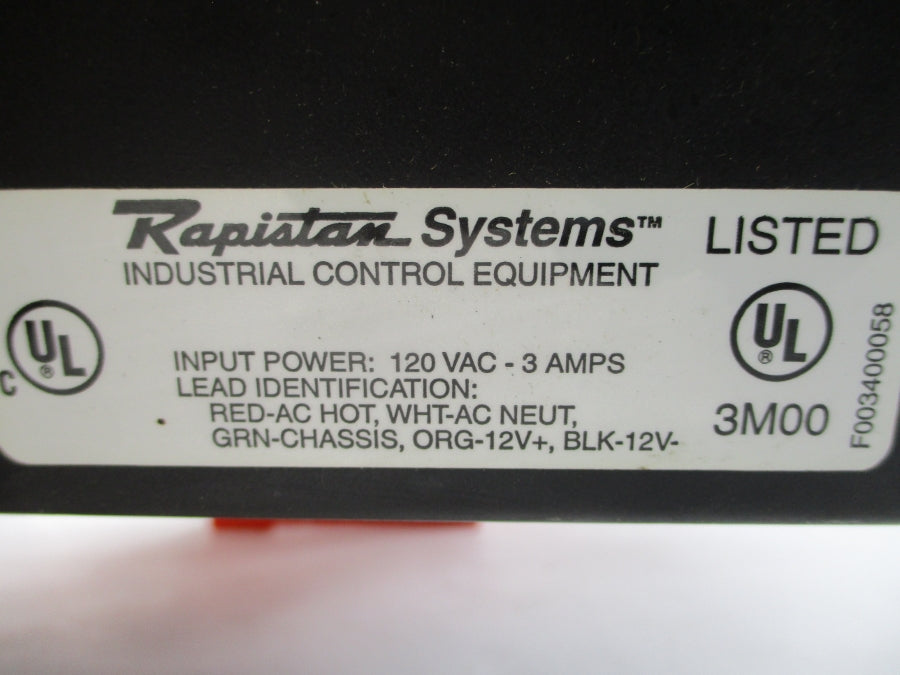 Rapistan Systems™
INDUSTRIAL CONTROL EQUIPMENT
LISTED
C UL ®
UL ®
3M00
INPUT POWER: 120 VAC - 3 AMPS
LEAD IDENTIFICATION:
RED-AC HOT, WHT-AC NEUT,
GRN-CHASSIS, ORG-12V+, BLK-12V-
F003400058